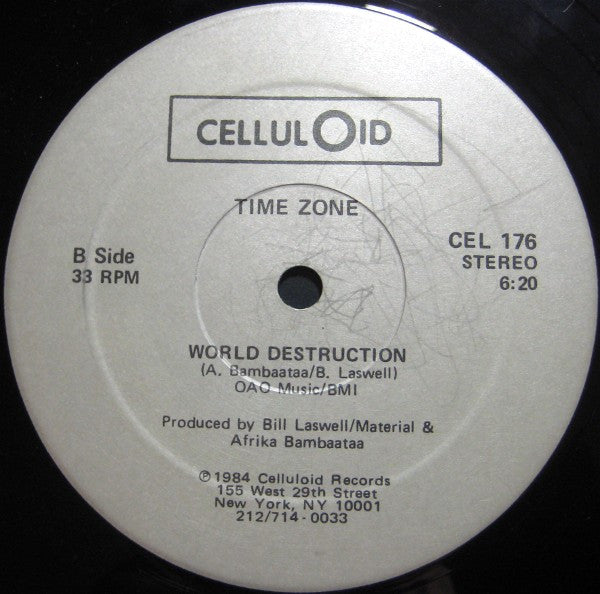 CELLULOID
TIME ZONE
B Side
33 RPM
CEL 176
STEREO
6:20
WORLD DESTRUCTION
(A. Bambaataa/B. Laswell)
OAO Music/BMI
Produced by Bill Laswell/Material &
Afrika Bambaataa
℗1984 Celluloid Records
155 West 29th Street
New York, NY 10001
212/714-0033